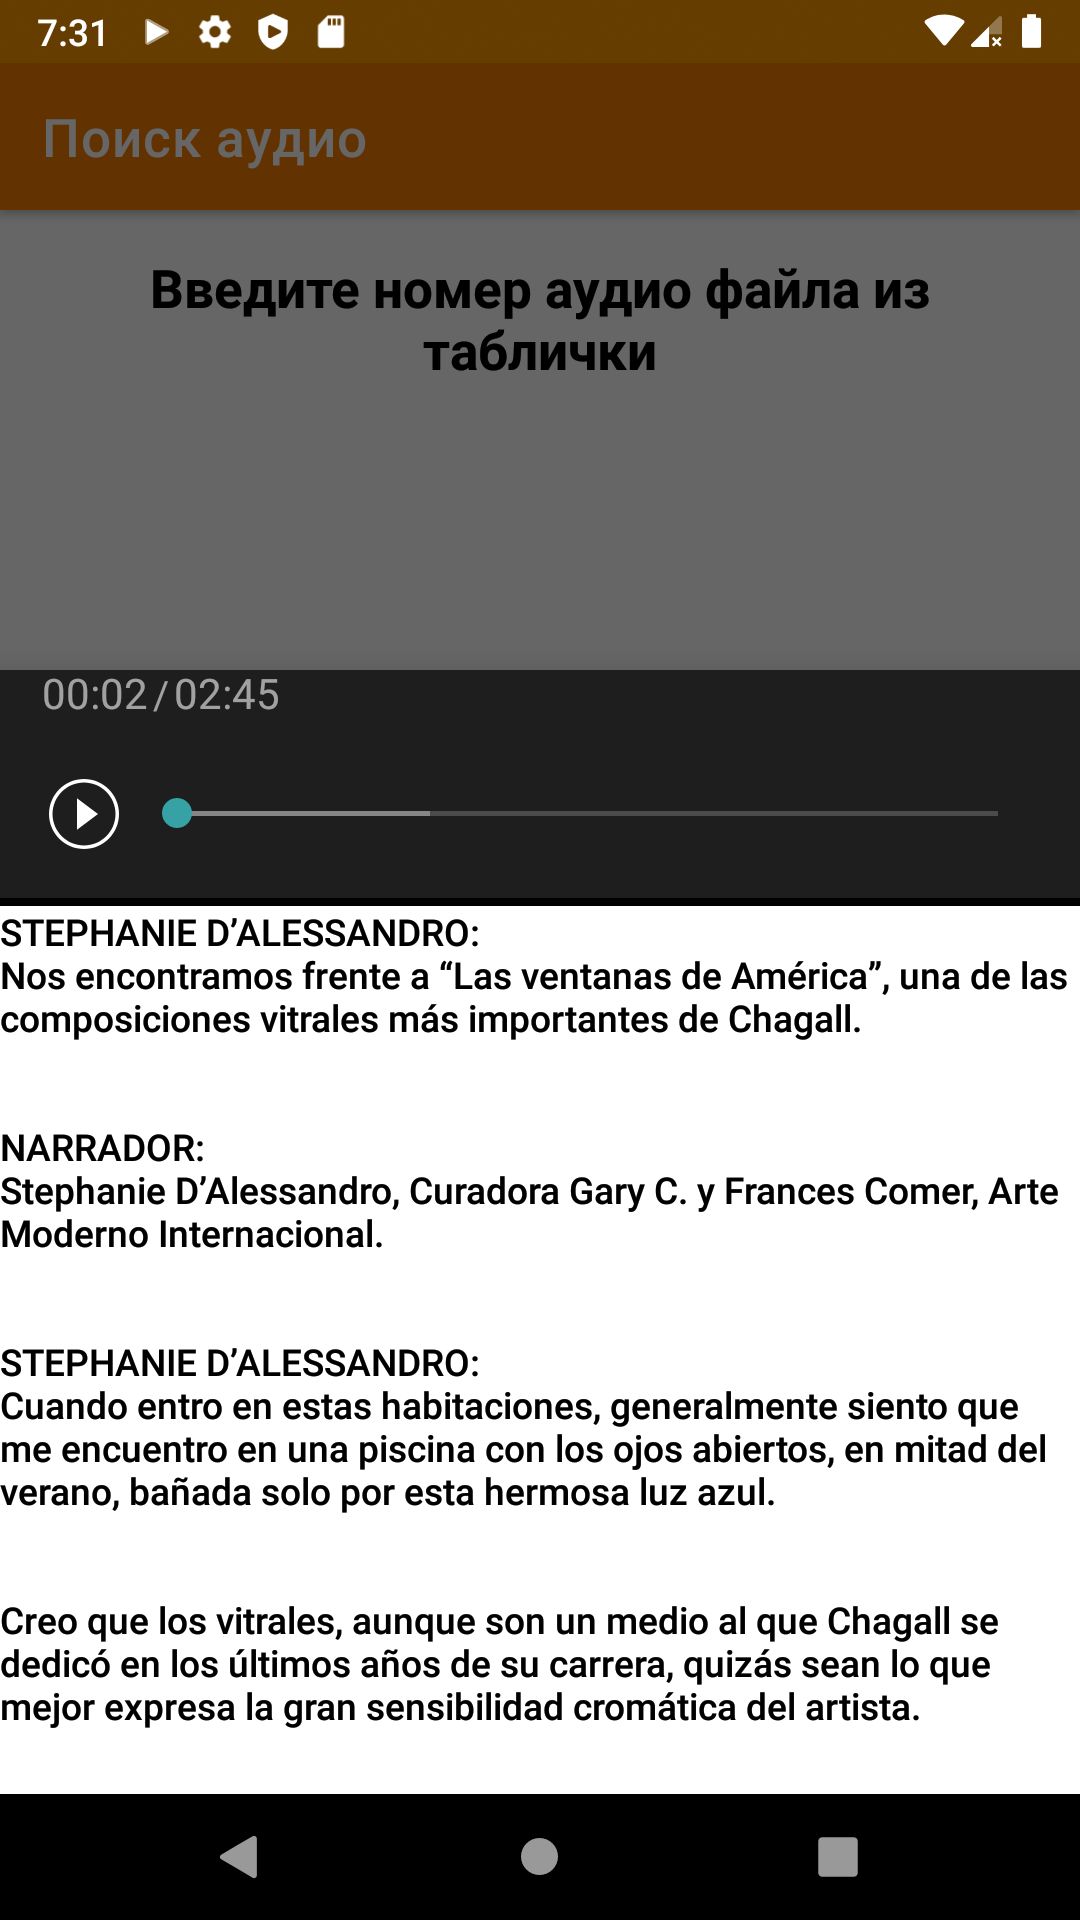 7:31
Поиск аудио
Введите номер аудио файла из
таблички
00:02/02:45
STEPHANIE D’ALESSANDRO:
Nos encontramos frente a “Las ventanas de América”, una de las
composiciones vitrales más importantes de Chagall.
NARRADOR:
Stephanie D’Alessandro, Curadora Gary C. y Frances Comer, Arte
Moderno Internacional.
STEPHANIE D’ALESSANDRO:
Cuando entro en estas habitaciones, generalmente siento que
me encuentro en una piscina con los ojos abiertos, en mitad del
verano, bañada solo por esta hermosa luz azul.
Creo que los vitrales, aunque son un medio al que Chagall se
dedicó en los últimos años de su carrera, quizás sean lo que
mejor expresa la gran sensibilidad cromática del artista.